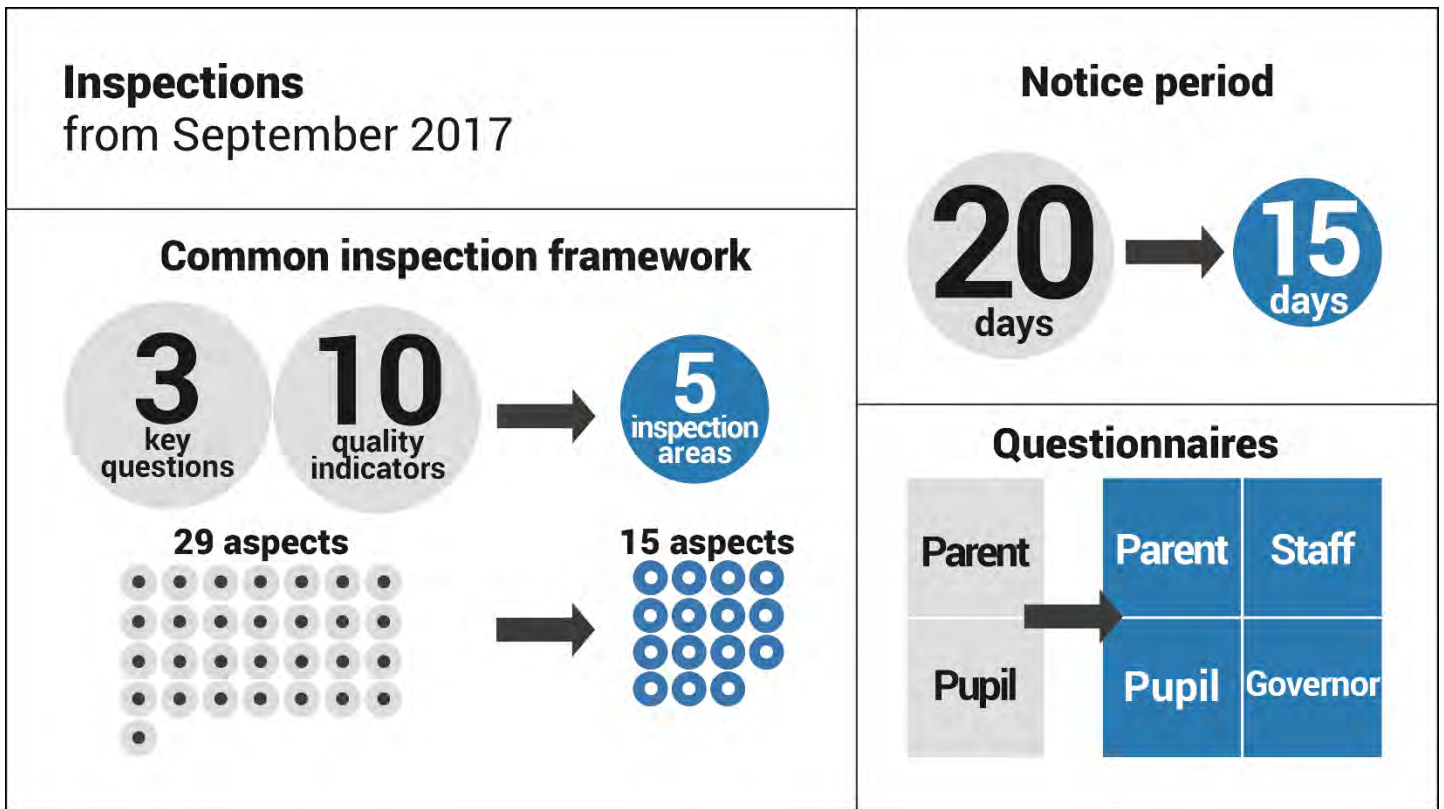 Inspections
from September 2017
Common inspection framework
3
key
questions
10
quality
indicators
5
inspection
areas
29 aspects
15 aspects
Notice period
20
days
15
days
Questionnaires
Parent
Pupil
Parent
Staff
Pupil
Governor